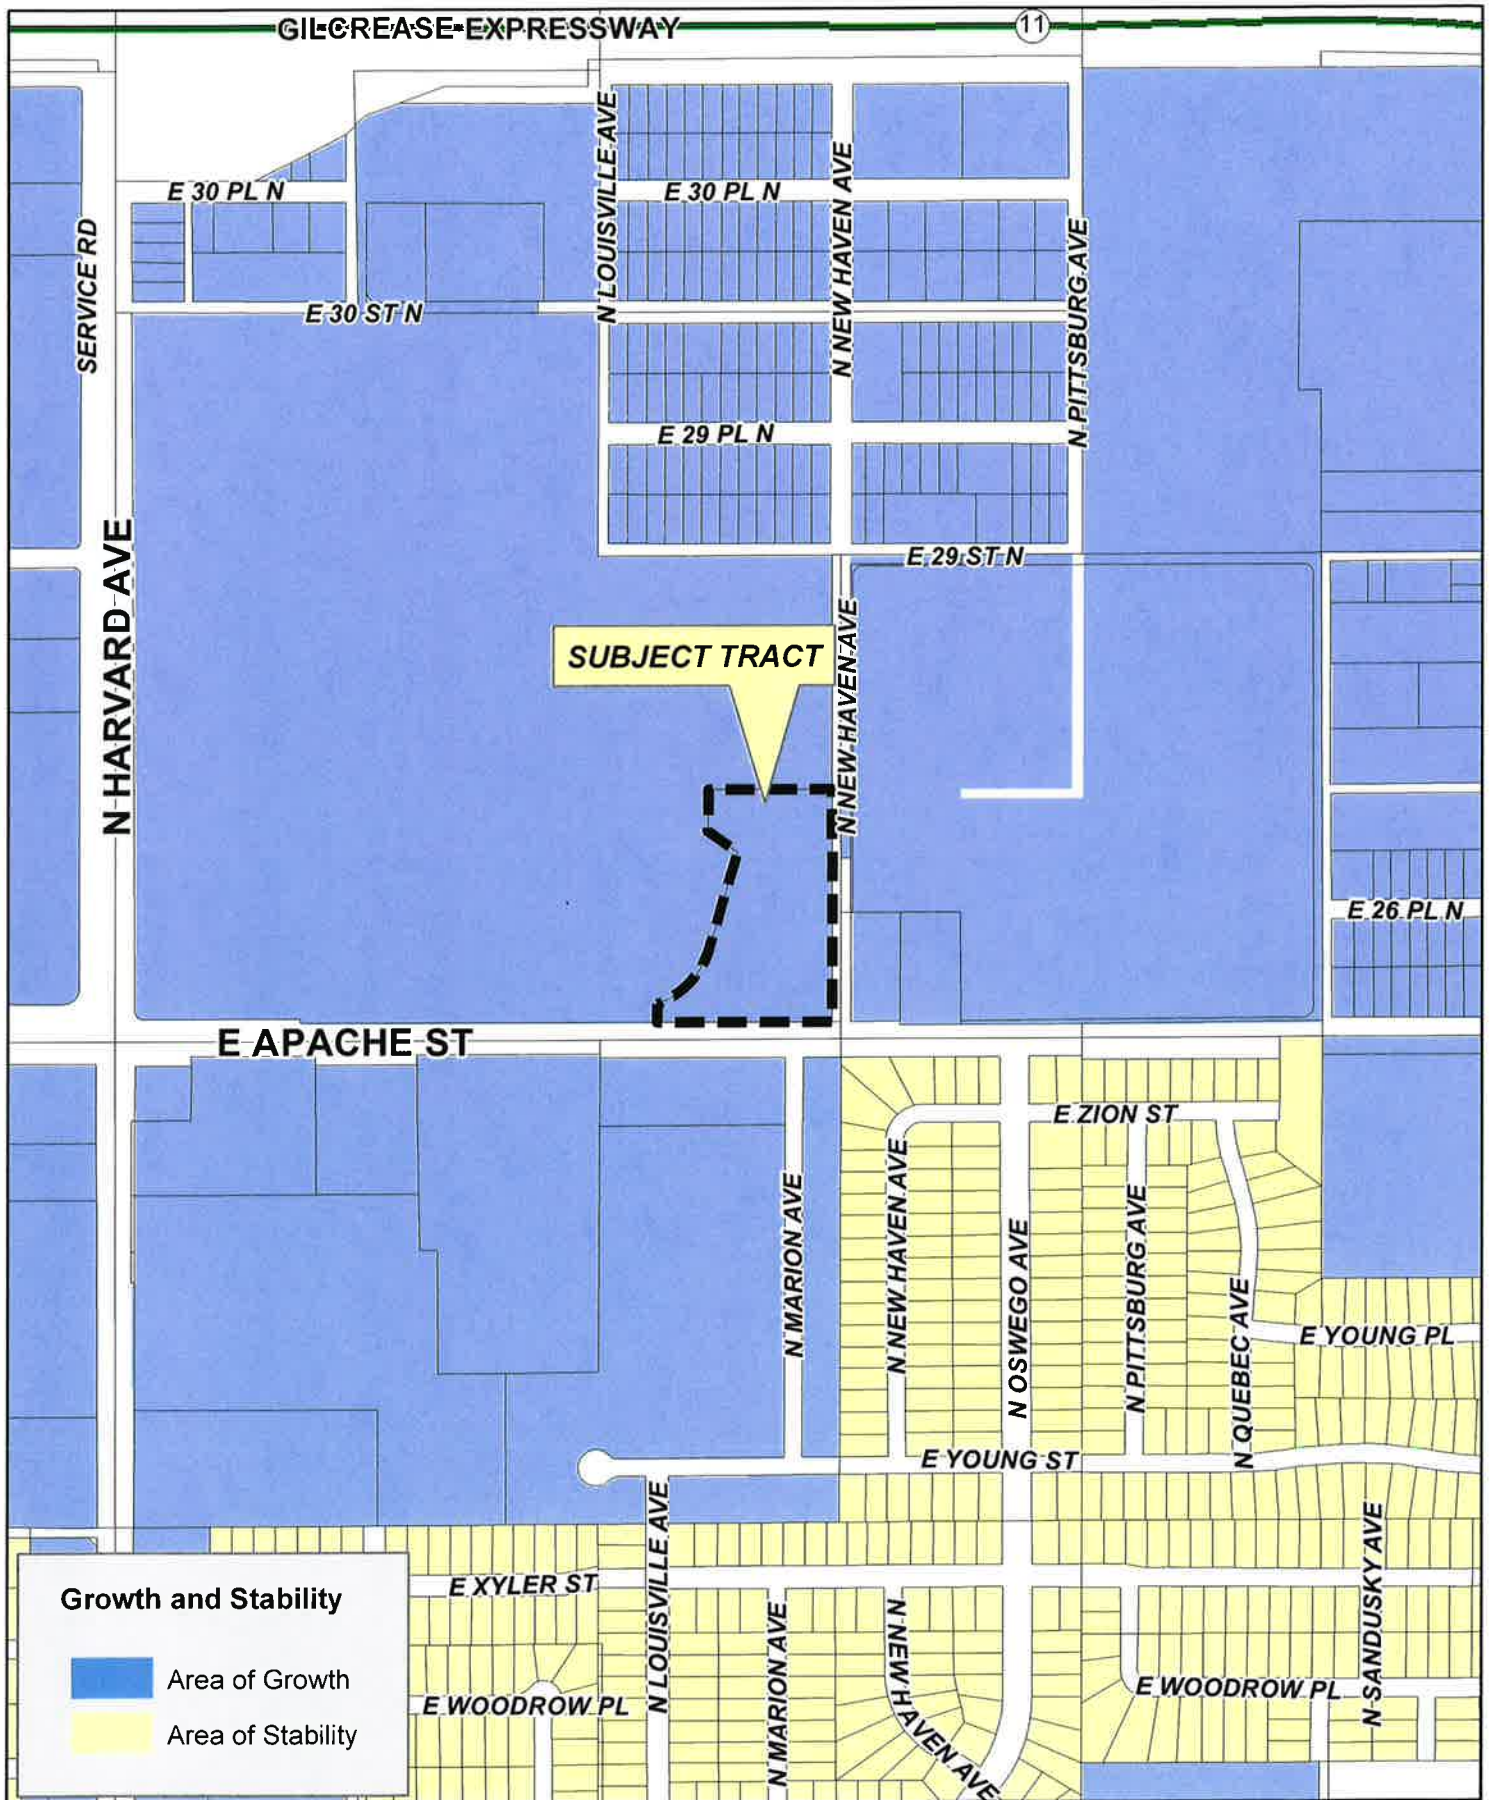 GILCREASE EXPRESSWAY
11
N LOUISVILLE AVE
N NEW HAVEN AVE
E 30 PL N
E 30 PL N
SERVICE RD
N PITTSBURG AVE
E 30 ST N
E 29 PL N
N HARVARD AVE
E 29 ST N
SUBJECT TRACT
N NEW HAVEN AVE
E 26 PL N
E APACHE ST
E ZION ST
N MARION AVE
N NEW HAVEN AVE
N OSWEGO AVE
N PITTSBURG AVE
N QUEBEC AVE
E YOUNG PL
E YOUNG ST
N LOUISVILLE AVE
N SANDUSKY AVE
E XYLER ST
N MARION AVE
N NEW HAVEN AVE
E WOODROW PL
E WOODROW PL
Growth and Stability
Area of Growth
Area of Stability